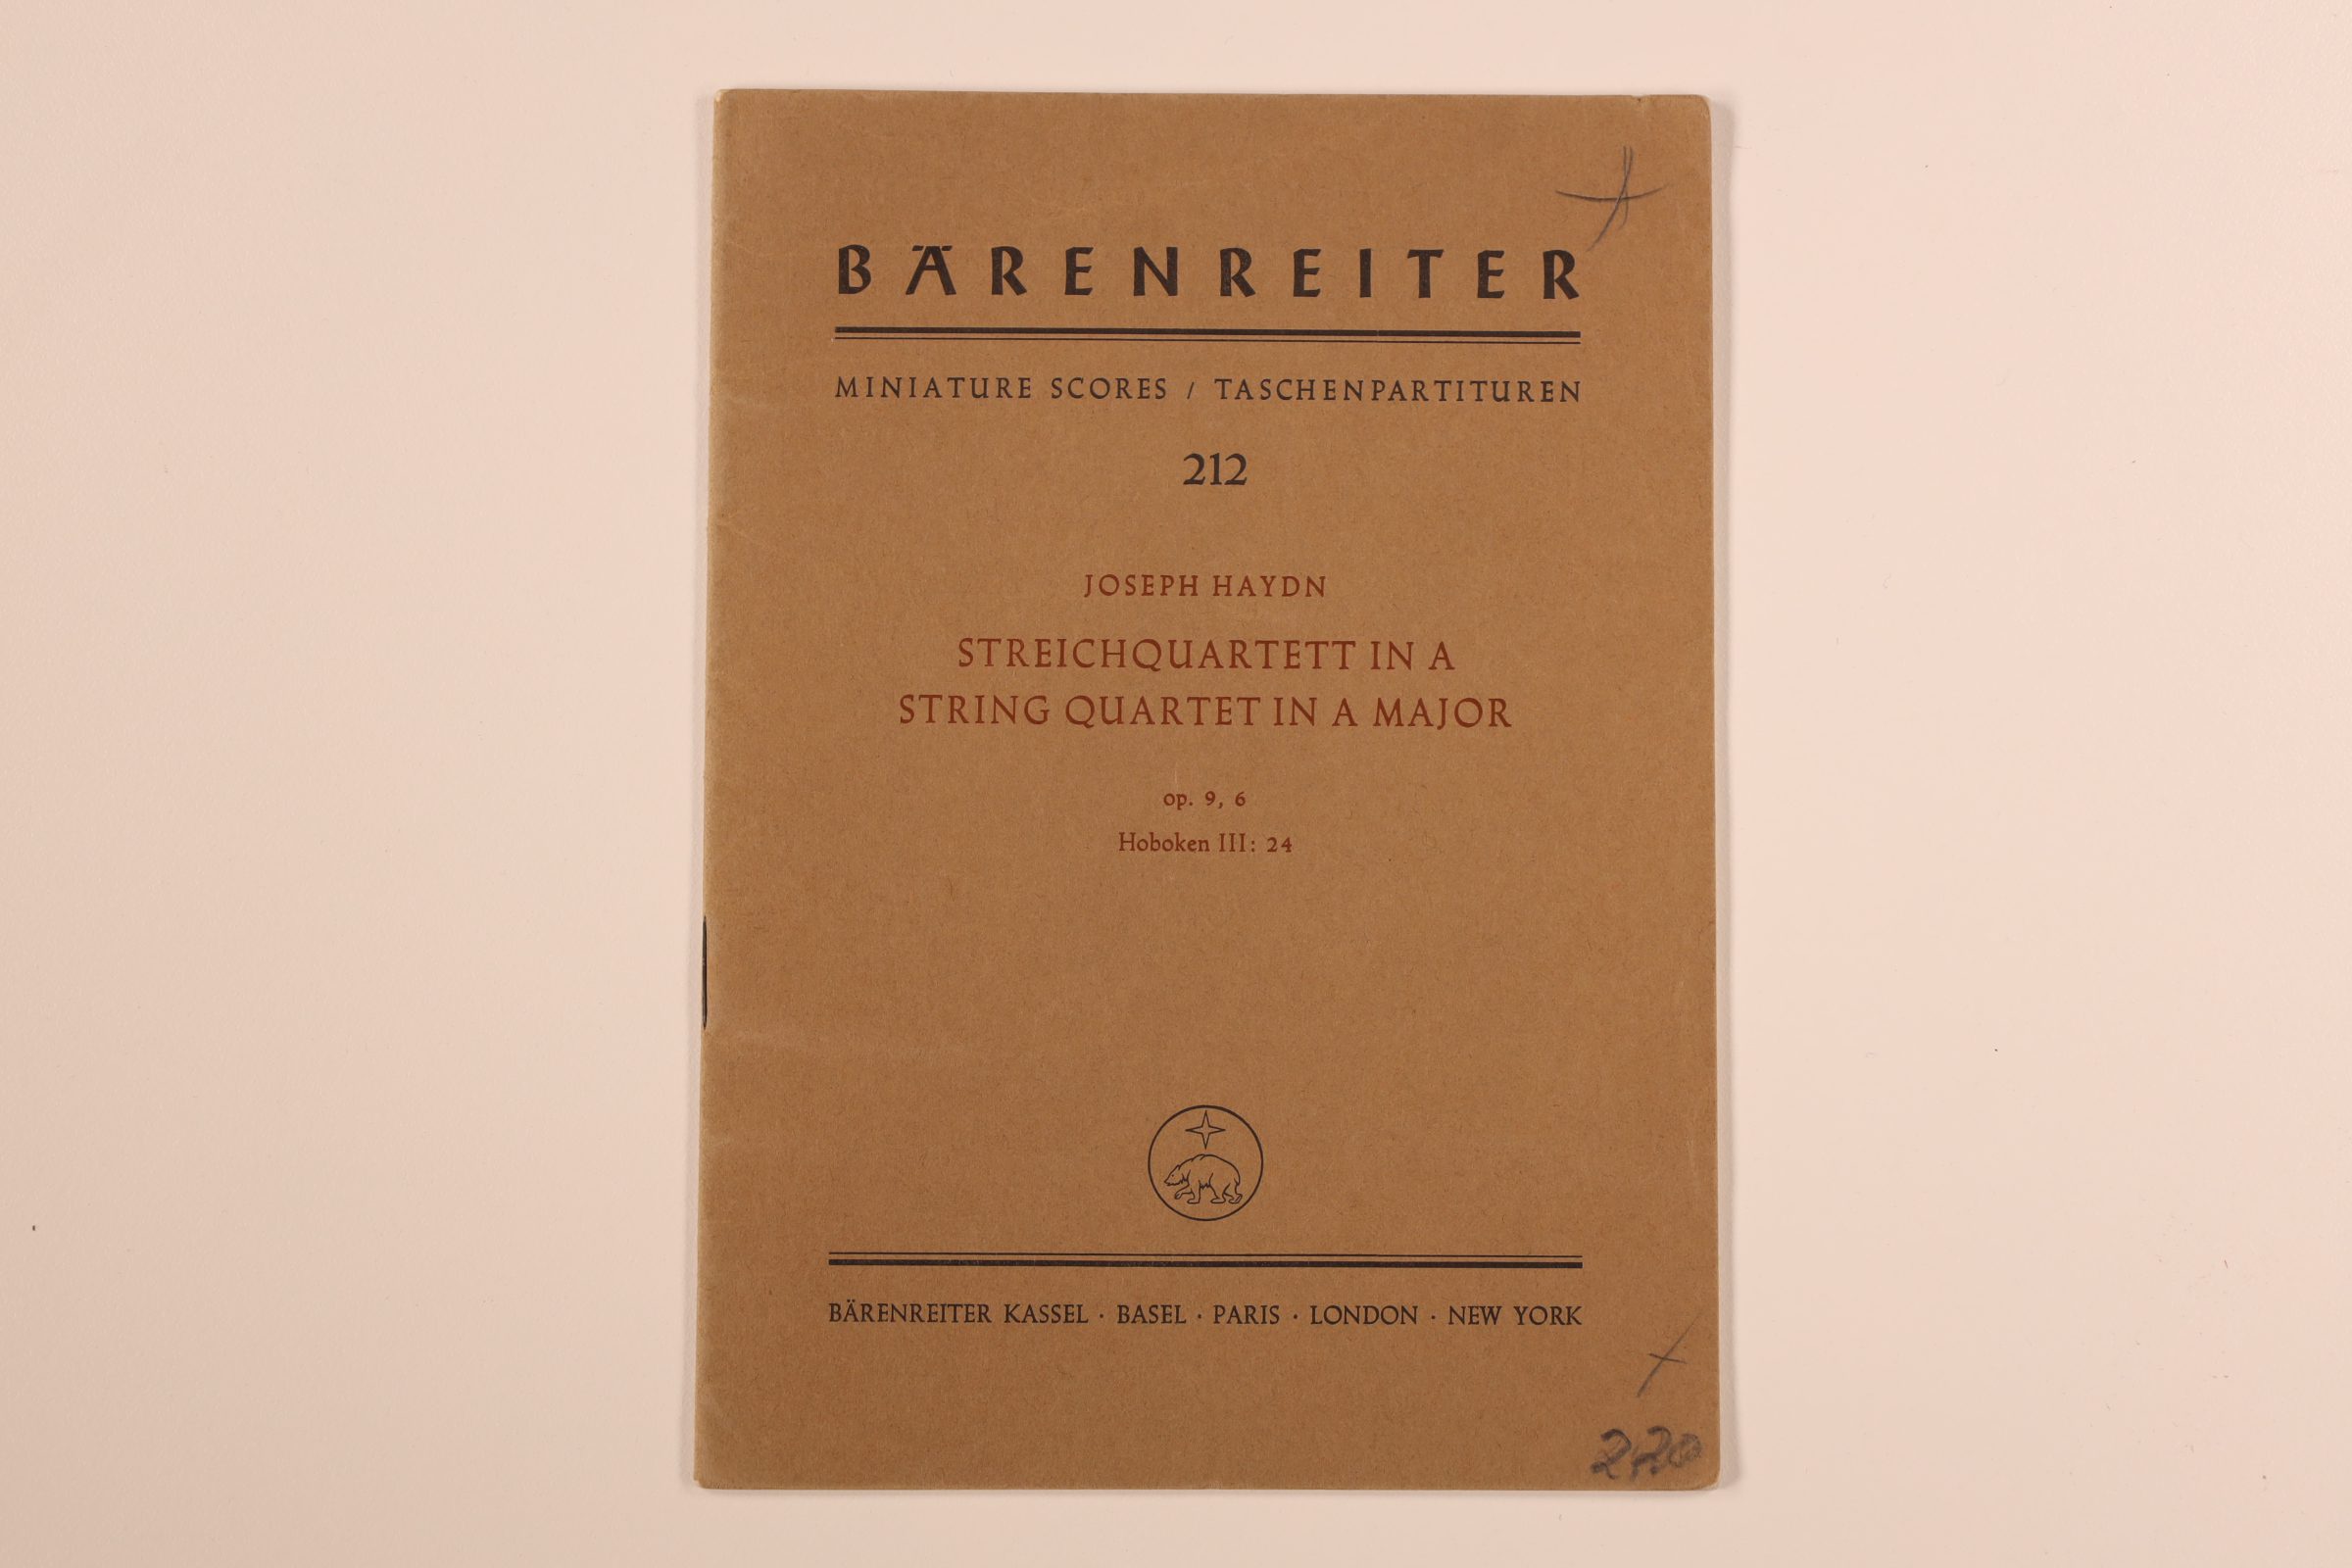 BÄRENREITER
MINIATURE SCORES / TASCHENPARTITUREN
212
JOSEPH HAYDN
STREICHQUARTETT IN A
STRING QUARTET IN A MAJOR
op. 9, 6
Hoboken III: 24
BÄRENREITER KASSEL · BASEL · PARIS · LONDON · NEW YORK